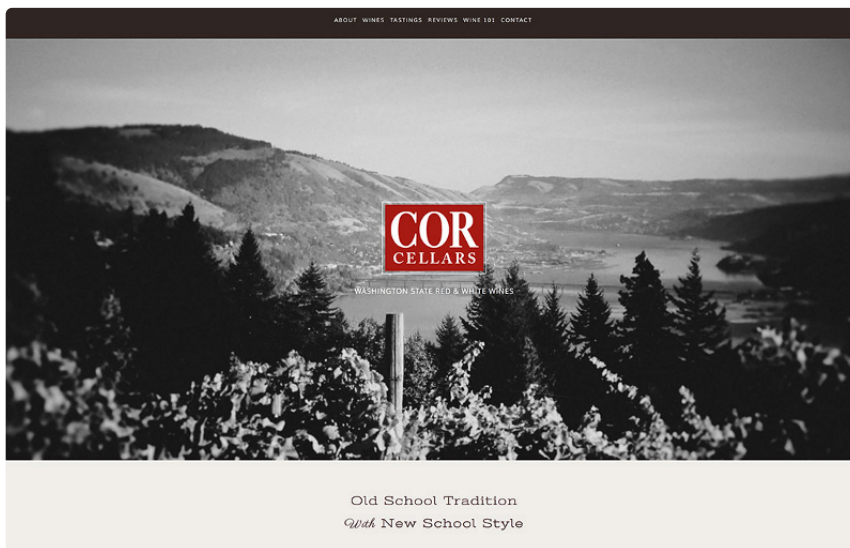 ABOUT WINES TASTINGS REVIEWS WINE 101 CONTACT
COR
CELLARS
WASHINGTON STATE RED & WHITE WINES
Old School Tradition
With New School Style